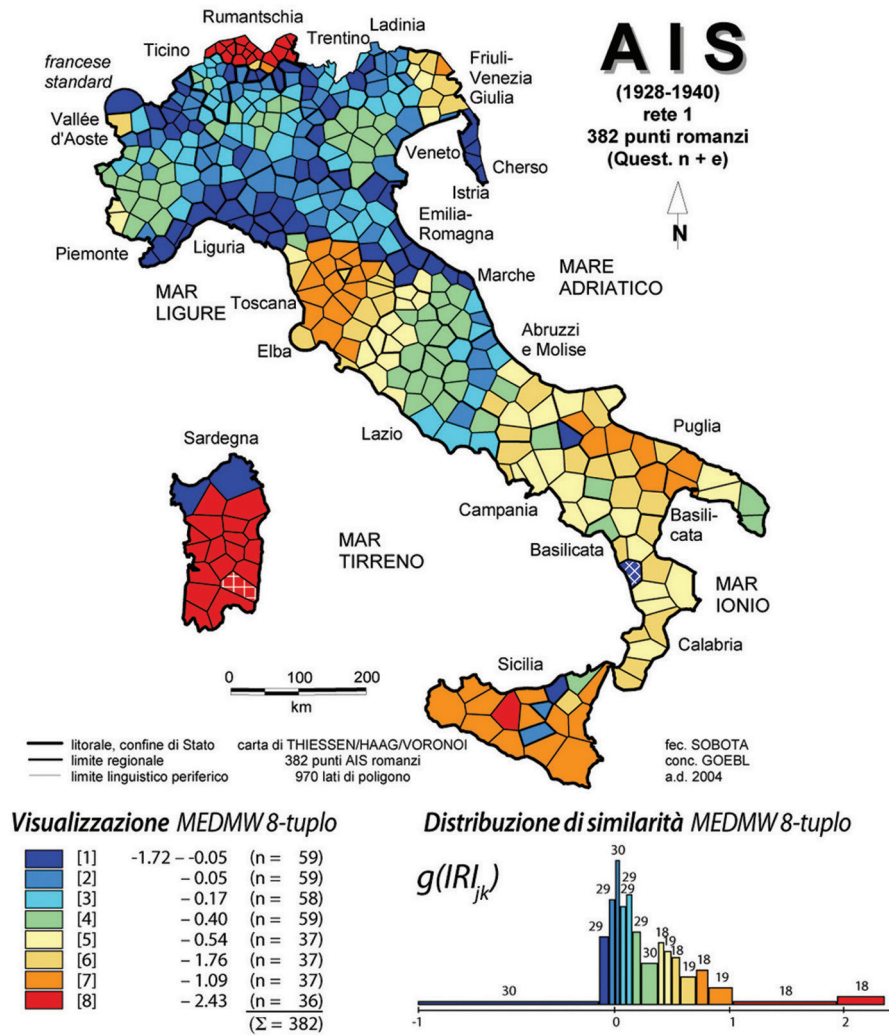 AIS
(1928-1940)
rete 1
382 punti romanzi
(Quest. n + e)
N
Rumantschia
Ladinia
Ticino
Trentino
francese
standard
Friuli-
Venezia
Giulia
Vallée
d'Aoste
Veneto
Cherso
Istria
Emilia-
Romagna
Piemonte
Liguria
Marche
MARE
ADRIATICO
MAR
LIGURE
Toscana
Abruzzi
e Molise
Elba
Lazio
Puglia
Sardegna
Campania
Basili-
cata
MAR
TIRRENO
Basilicata
MAR
IONIO
Calabria
Sicilia
0 100 200
km
litorale, confine di Stato
limite regionale
limite linguistico periferico
carta di THIESSEN/HAAG/VORONOI
382 punti AIS romanzi
970 lati di poligono
fec. SOBOTA
conc. GOEBL
a.d. 2004
Visualizzazione MEDMW 8-tuplo
[1] -1.72 – -0.05 (n = 59)
[2] – 0.05 (n = 59)
[3] – 0.17 (n = 58)
[4] – 0.40 (n = 59)
[5] – 0.54 (n = 37)
[6] – 1.76 (n = 37)
[7] – 1.09 (n = 37)
[8] – 2.43 (n = 36)
(Σ = 382)
Distribuzione di similarità MEDMW 8-tuplo
g(IRIjk)
30
29
29
30
29
29
29
30
18
19
18
19
18
19
18
18
-1 0 1 2